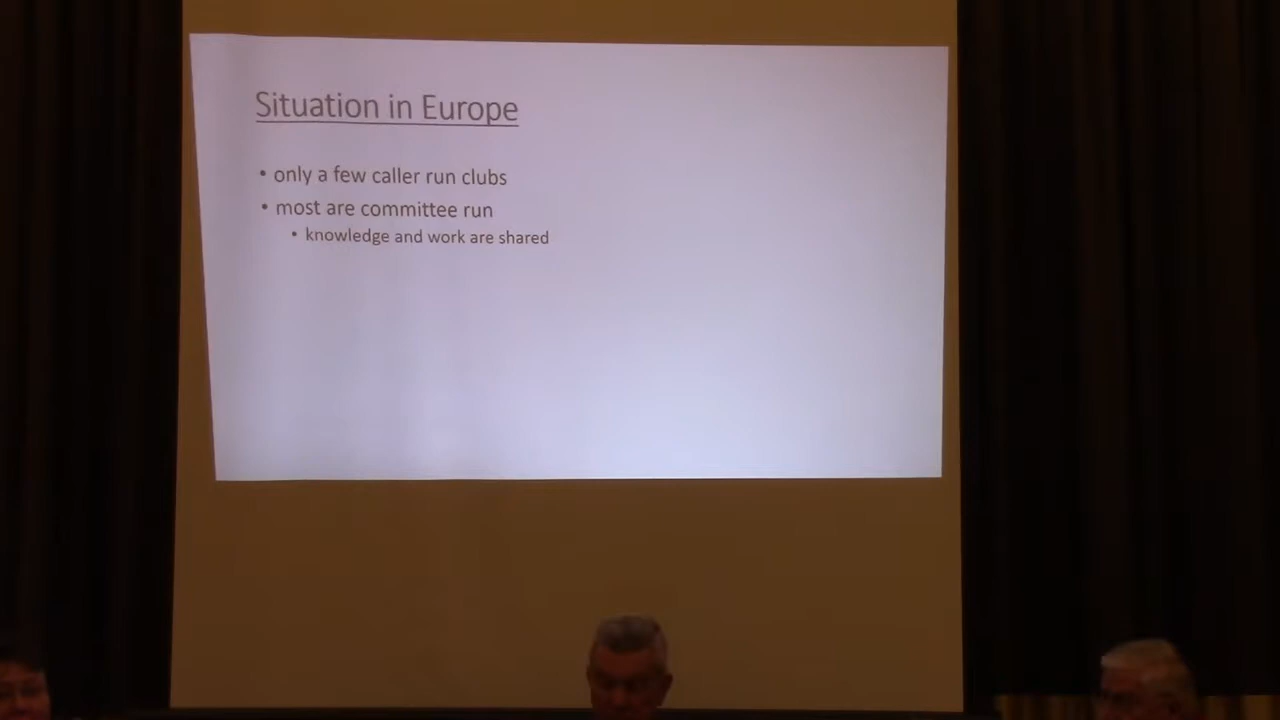 Situation in Europe
• only a few caller run clubs
• most are committee run
• knowledge and work are shared